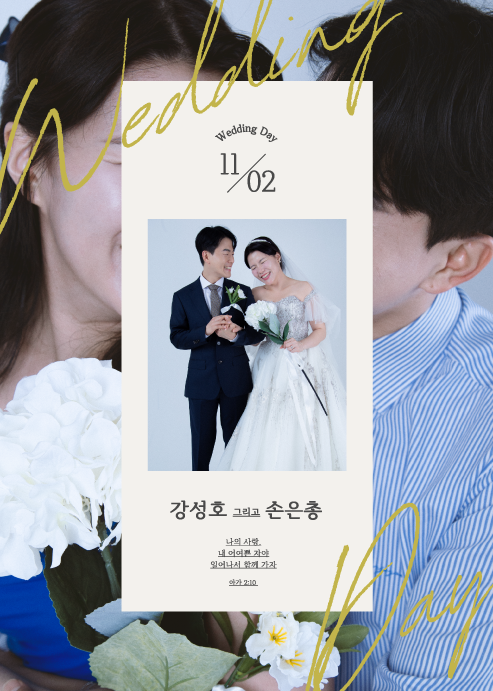 Wedding
Wedding Day
11/02
강성호 그리고 손은총
나의 사랑,
내 어여쁜 자야
일어나서 함께 가자
아가 2:10
Day